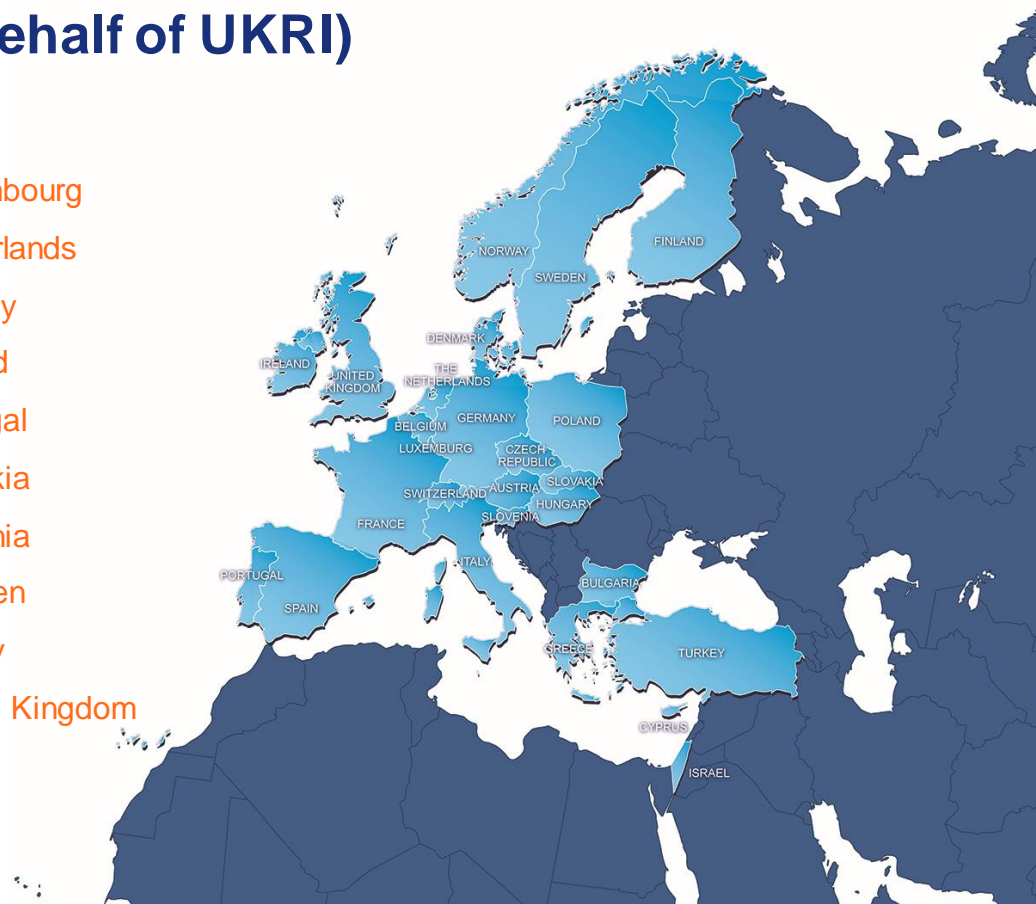 ehalf of UKRI)
nbourg
rlands
y
d
gal
kia
nia
en
y
Kingdom
NORWAY
FINLAND
SWEDEN
DENMARK
IRELAND
UNITED
KINGDOM
THE
NETHERLANDS
BELGIUM
GERMANY
POLAND
LUXEMBURG
CZECH
REPUBLIC
SWITZERLAND
AUSTRIA
SLOVAKIA
HUNGARY
SLOVENIA
FRANCE
ITALY
PORTUGAL
SPAIN
BULGARIA
GREECE
TURKEY
CYPRUS
ISRAEL